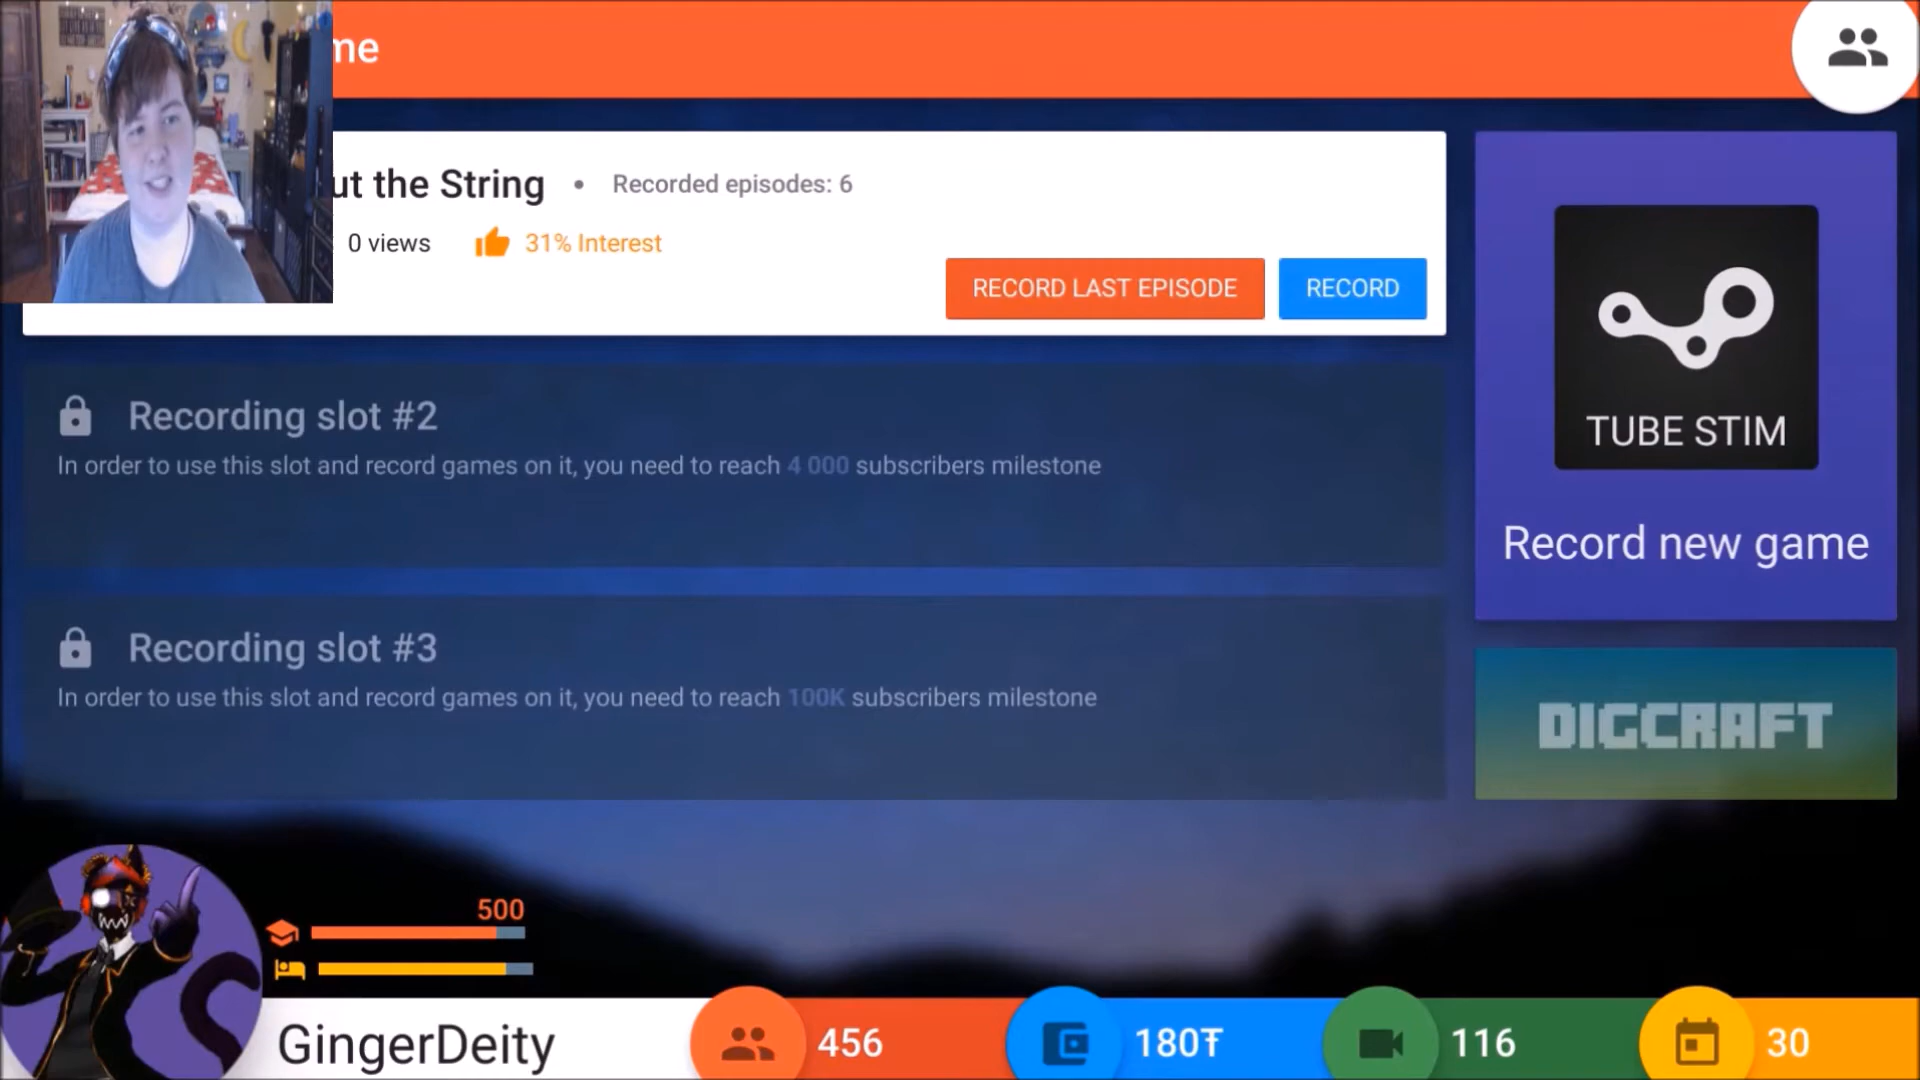 me
ut the String • Recorded episodes: 6
0 views 31% Interest
RECORD LAST EPISODE RECORD
Recording slot #2
In order to use this slot and record games on it, you need to reach 4 000 subscribers milestone
Recording slot #3
In order to use this slot and record games on it, you need to reach 100K subscribers milestone
TUBE STIM
Record new game
DIGCRAFT
500
GingerDeity
456
180₮
116
30